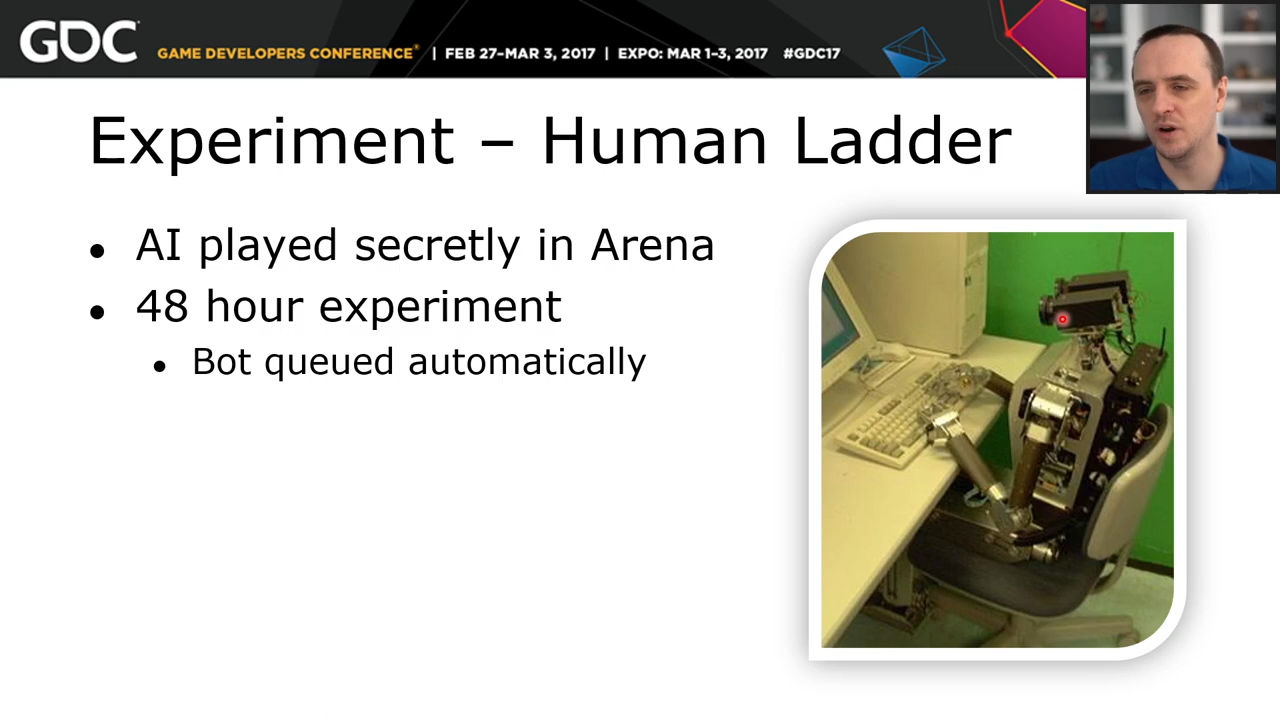 GDC GAME DEVELOPERS CONFERENCE® | FEB 27–MAR 3, 2017 | EXPO: MAR 1–3, 2017 #GDC17
Experiment – Human Ladder
● AI played secretly in Arena
● 48 hour experiment
● Bot queued automatically